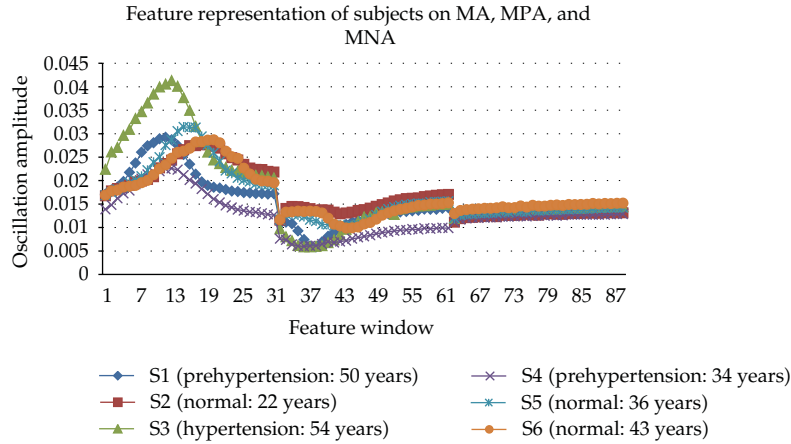 Feature representation of subjects on MA, MPA, and
MNA
Oscillation amplitude
0.045
0.04
0.035
0.03
0.025
0.02
0.015
0.01
0.005
0
1 7 13 19 25 31 37 43 49 55 61 67 73 79 85 87
Feature window
S1 (prehypertension: 50 years)
S2 (normal: 22 years)
S3 (hypertension: 54 years)
S4 (prehypertension: 34 years)
S5 (normal: 36 years)
S6 (normal: 43 years)